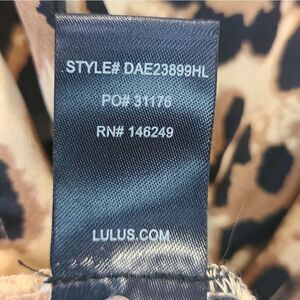 STYLE# DAE23899HL
PO# 31176
RN# 146249
LULUS.COM